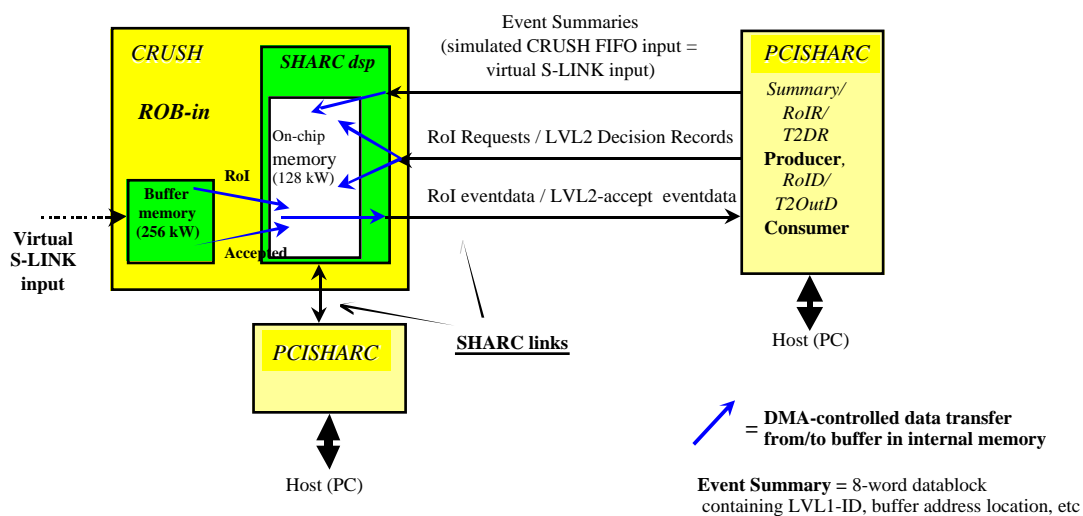 Event Summaries
(simulated CRUSH FIFO input =
virtual S-LINK input)
CRUSH
SHARC dsp
ROB-in
On-chip
memory
(128 kW)
RoI
Buffer
memory
(256 kW)
Accepted
Virtual
S-LINK
input
RoI Requests / LVL2 Decision Records
RoI eventdata / LVL2-accept eventdata
PCISHARC
Summary/
RoIR/
T2DR
Producer,
RoID/
T2OutD
Consumer
Host (PC)
SHARC links
PCISHARC
Host (PC)
= DMA-controlled data transfer
from/to buffer in internal memory
Event Summary = 8-word datablock
containing LVL1-ID, buffer address location, etc